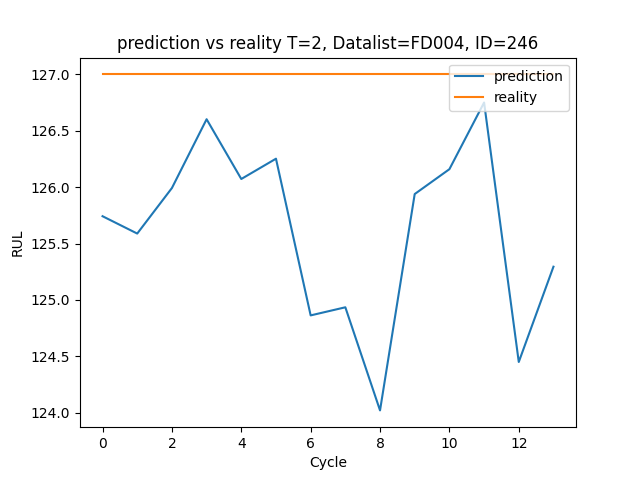 prediction vs reality T=2, Datalist=FD004, ID=246
127.0
126.5
126.0
125.5
125.0
124.5
124.0
RUL
prediction
reality
0 2 4 6 8 10 12
Cycle